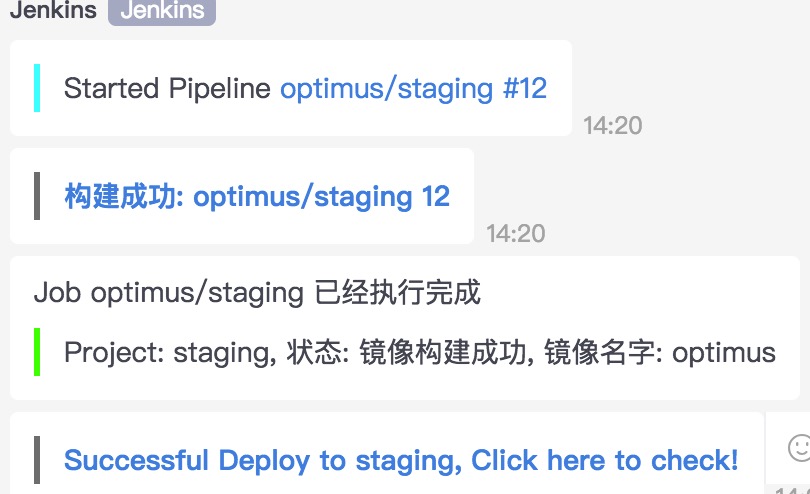 Jenkins Jenkins
Started Pipeline optimus/staging #12
14:20
构建成功: optimus/staging 12
14:20
Job optimus/staging 已经执行完成
Project: staging, 状态: 镜像构建成功, 镜像名字: optimus
Successful Deploy to staging, Click here to check!